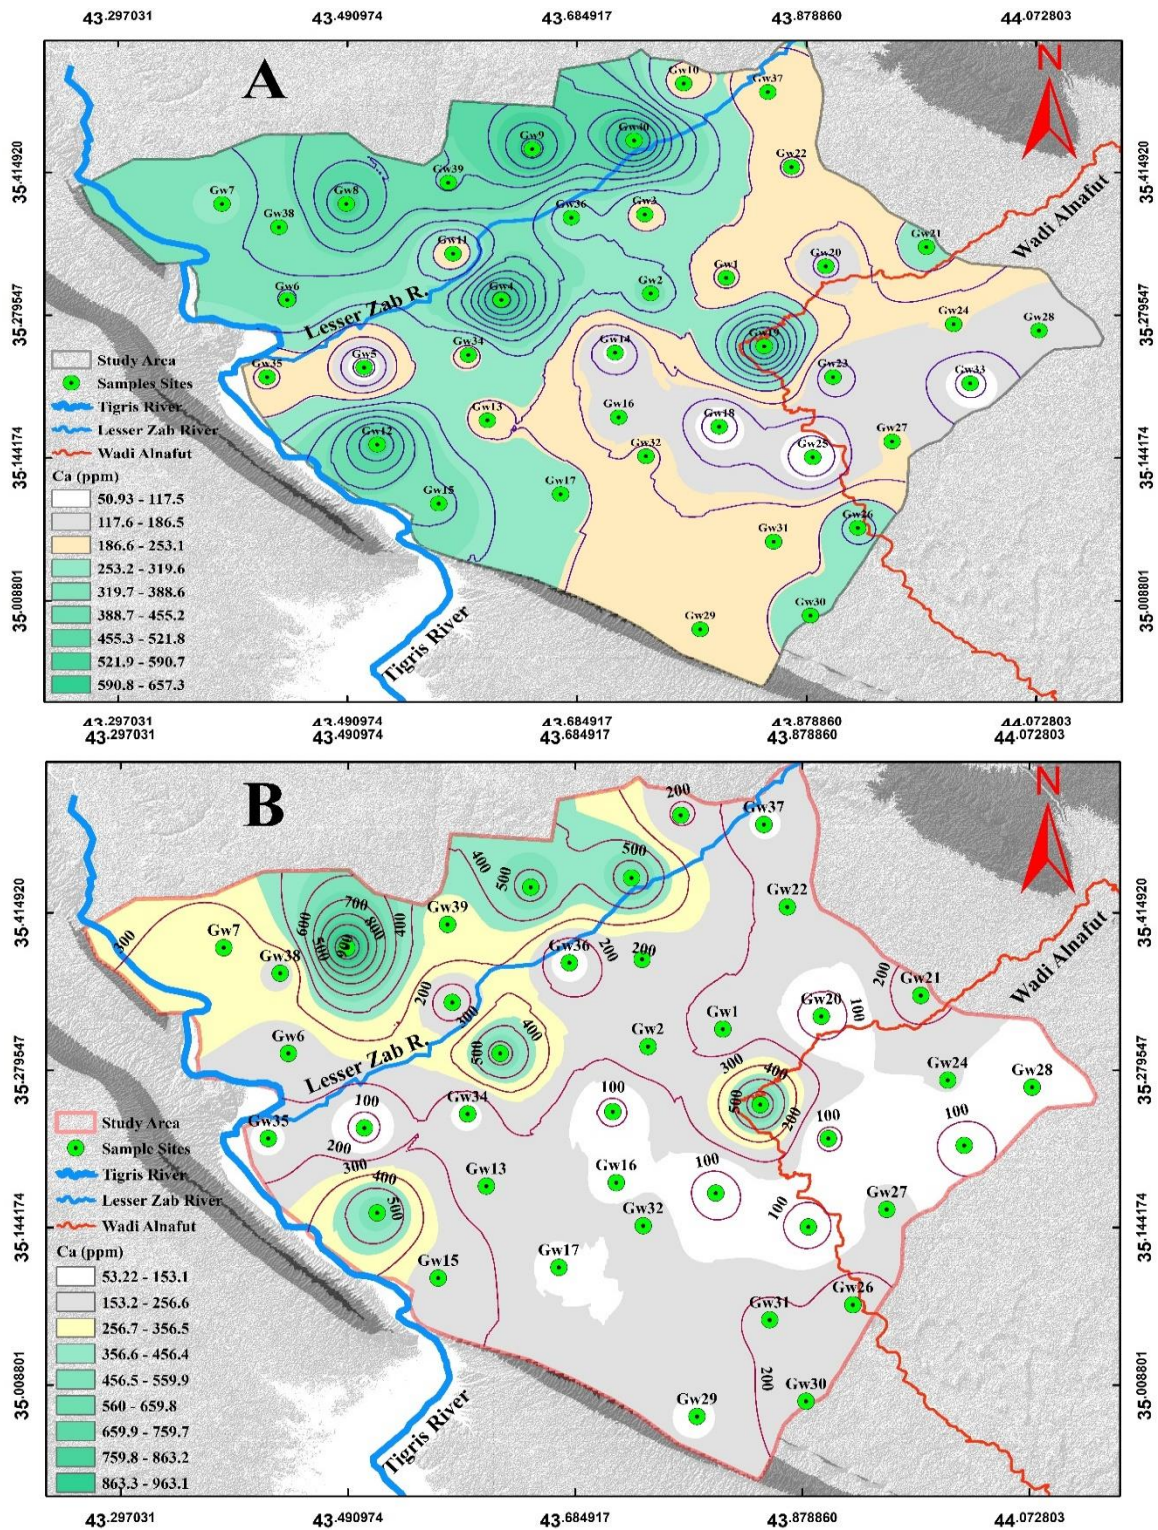 43.297031 43.490974 43.684917 43.878860 44.072803
A
N
Gw10
Gw37
Gw9
Gw40
35.414920
35.414920
Gw22
Gw39
Gw7
Gw8
Gw36
Gw3
Wadi Alnafut
Gw38
Gw21
Gw11
Gw20
Gw1
Gw6
Gw4
Gw2
35.279547
35.279547
Lesser Zab R.
Gw24
Gw28
Gw19
Gw34
Gw14
Study Area
Gw35
Gw5
Gw23
Gw33
Samples Sites
Tigris River
Gw13
Gw16
Gw18
Lesser Zab River
Gw12
Gw27
Wadi Alnafut
Gw32
Gw25
35.144174
35.144174
Ca (ppm)
Gw17
50.93 - 117.5
Gw15
117.6 - 186.5
Gw26
186.6 - 253.1
Gw31
253.2 - 319.6
319.7 - 388.6
35.008801
35.008801
388.7 - 455.2
Gw30
455.3 - 521.8
Gw29
521.9 - 590.7
590.8 - 657.3
Tigris River
43.297031 43.490974 43.684917 43.878860 44.072803
43.297031 43.490974 43.684917 43.878860 44.072803
B
N
200
Gw37
400
500
500
35.414920
35.414920
700
600
800
400
Gw39
Gw22
300
Gw7
500
Gw36
200
200
Gw38
Wadi Alnafut
200
Gw21
200
Gw20
100
300
Gw1
400
Gw6
500
Gw2
Lesser Zab R.
35.279547
35.279547
Gw24
Gw28
300
400
500
200
100
Gw34
100
Study Area
Gw35
100
100
Sample Sites
200
300
Gw13
Gw16
100
Tigris River
400
500
Lesser Zab River
Gw32
100
Gw27
Wadi Alnafut
35.144174
35.144174
Ca (ppm)
Gw15
Gw17
53.22 - 153.1
Gw26
153.2 - 256.6
Gw31
256.7 - 356.5
356.6 - 456.4
200
35.008801
35.008801
456.5 - 559.9
Gw29
Gw30
560 - 659.8
659.9 - 759.7
759.8 - 863.2
863.3 - 963.1
Tigris River
43.297031 43.490974 43.684917 43.878860 44.072803